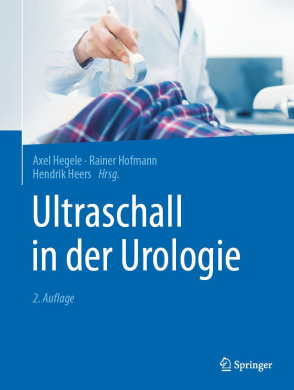 Axel Hegele · Rainer Hofmann
Hendrik Heers Hrsg.
Ultraschall
in der Urologie
2. Auflage
Springer